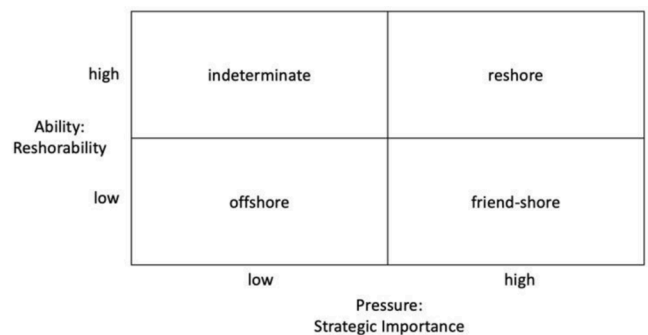 high
indeterminate
reshore
Ability:
Reshorability
low
offshore
friend-shore
low
high
Pressure:
Strategic Importance